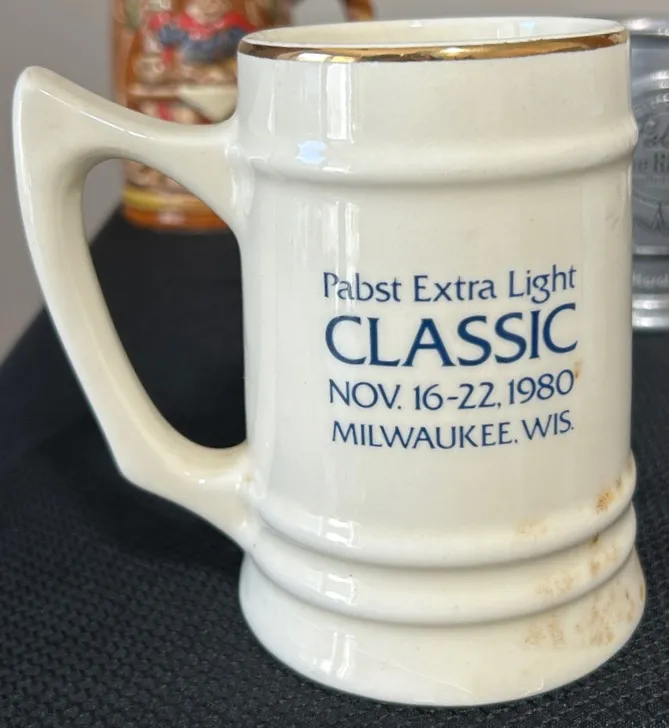 Pabst Extra Light
CLASSIC
NOV. 16-22, 1980
MILWAUKEE, WIS.